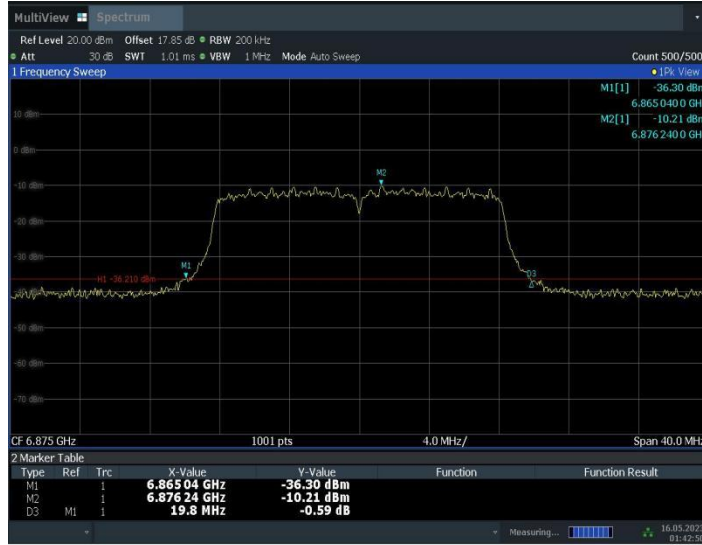 MultiView Spectrum
Ref Level 20.00 dBm Offset 17.85 dB RBW 200 kHz
Att 30 dB SWT 1.01 ms VBW 1 MHz Mode Auto Sweep Count 500/500
1 Frequency Sweep 1Pk View
M1[1] -36.30 dBm
6.865 040 0 GHz
10 dBm
M2[1] -10.21 dBm
6.876 240 0 GHz
0 dBm
M2
-10 dBm
-20 dBm
-30 dBm
M1
D3
H1 -36.210 dBm
-50 dBm
-60 dBm
-70 dBm
CF 6.875 GHz 1001 pts 4.0 MHz/ Span 40.0 MHz
2 Marker Table
Type Ref Trc X-Value Y-Value Function Function Result
M1 1 6.865 04 GHz -36.30 dBm
M2 1 6.876 24 GHz -10.21 dBm
D3 M1 1 19.8 MHz -0.59 dB
Measuring... 16.05.2023
01:42:50